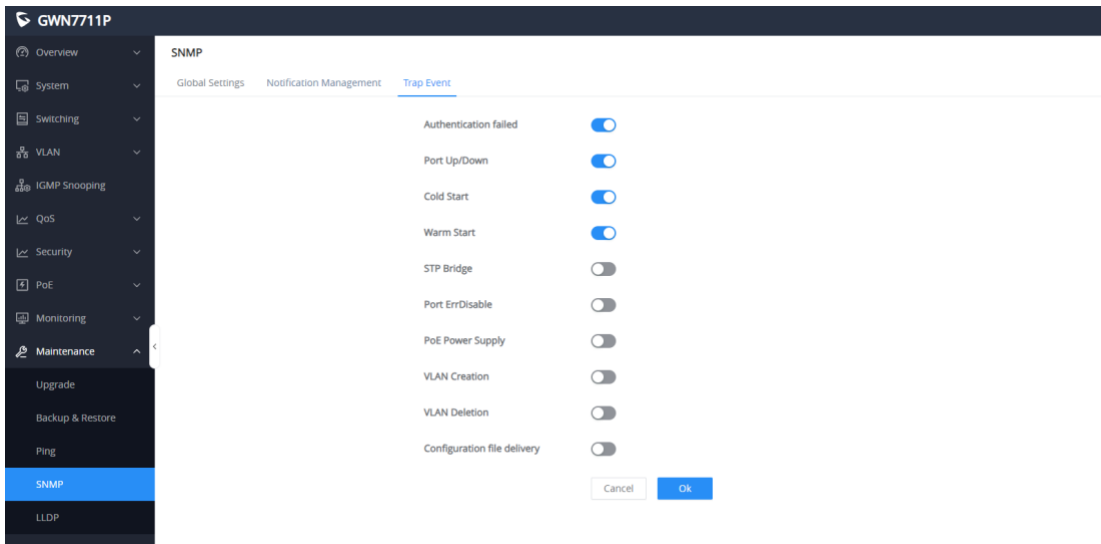 GWN7711P
Overview
System
Switching
VLAN
IGMP Snooping
QoS
Security
PoE
Monitoring
Maintenance
Upgrade
Backup & Restore
Ping
SNMP
LLDP
SNMP
Global Settings Notification Management Trap Event
Authentication failed
Port Up/Down
Cold Start
Warm Start
STP Bridge
Port ErrDisable
PoE Power Supply
VLAN Creation
VLAN Deletion
Configuration file delivery
Cancel Ok